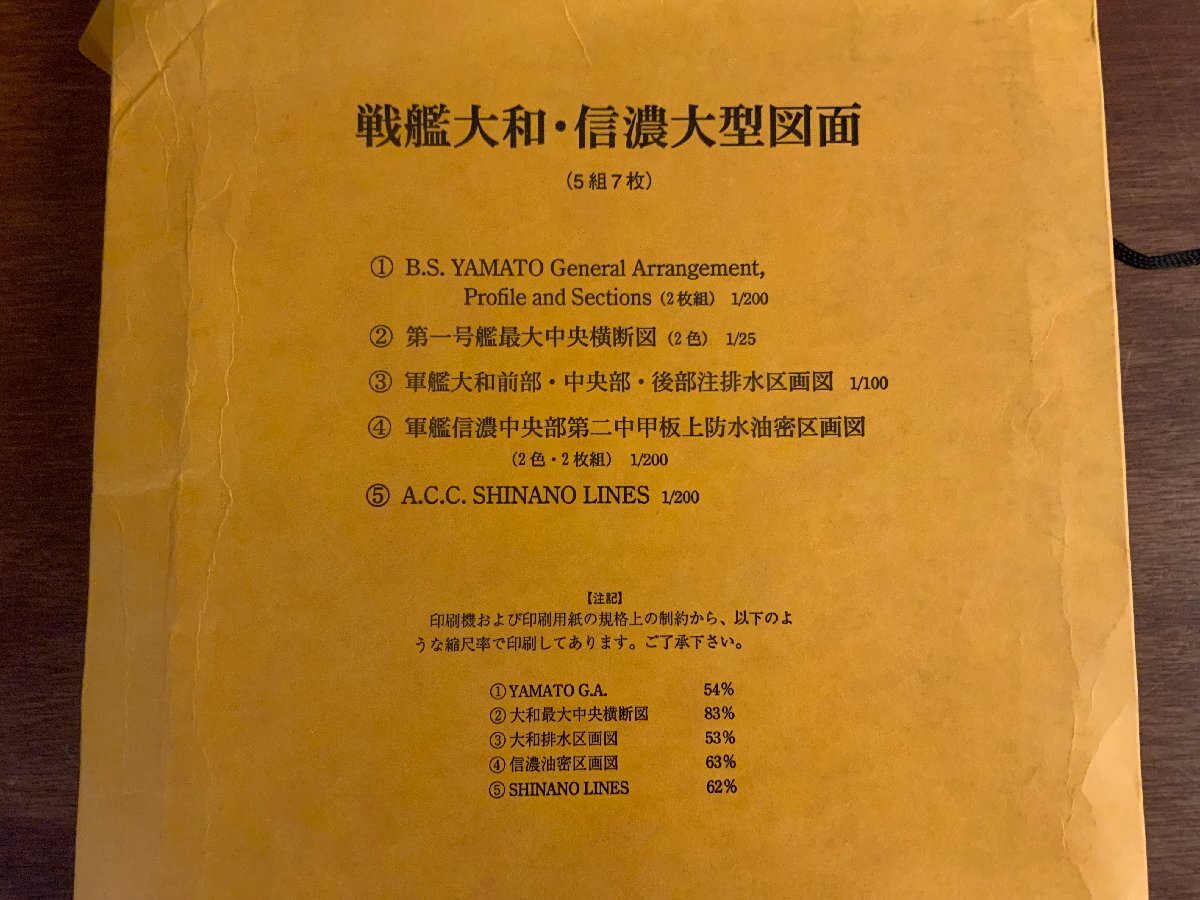 戦艦大和・信濃大型図面
(5組7枚)
① B.S. YAMATO General Arrangement,
Profile and Sections (2枚組) 1/200
② 第一号艦最大中央横断図 (2色) 1/25
③ 軍艦大和前部・中央部・後部注排水区画図 1/100
④ 軍艦信濃中央部第二中甲板上防水油密区画図
(2色・2枚組) 1/200
⑤ A.C.C. SHINANO LINES 1/200
【注記】
印刷機および印刷用紙の規格上の制約から、以下のよ
うな縮尺率で印刷してあります。ご了承下さい。
① YAMATO G.A. 54%
② 大和最大中央横断図 83%
③ 大和排水区画図 53%
④ 信濃油密区画図 63%
⑤ SHINANO LINES 62%